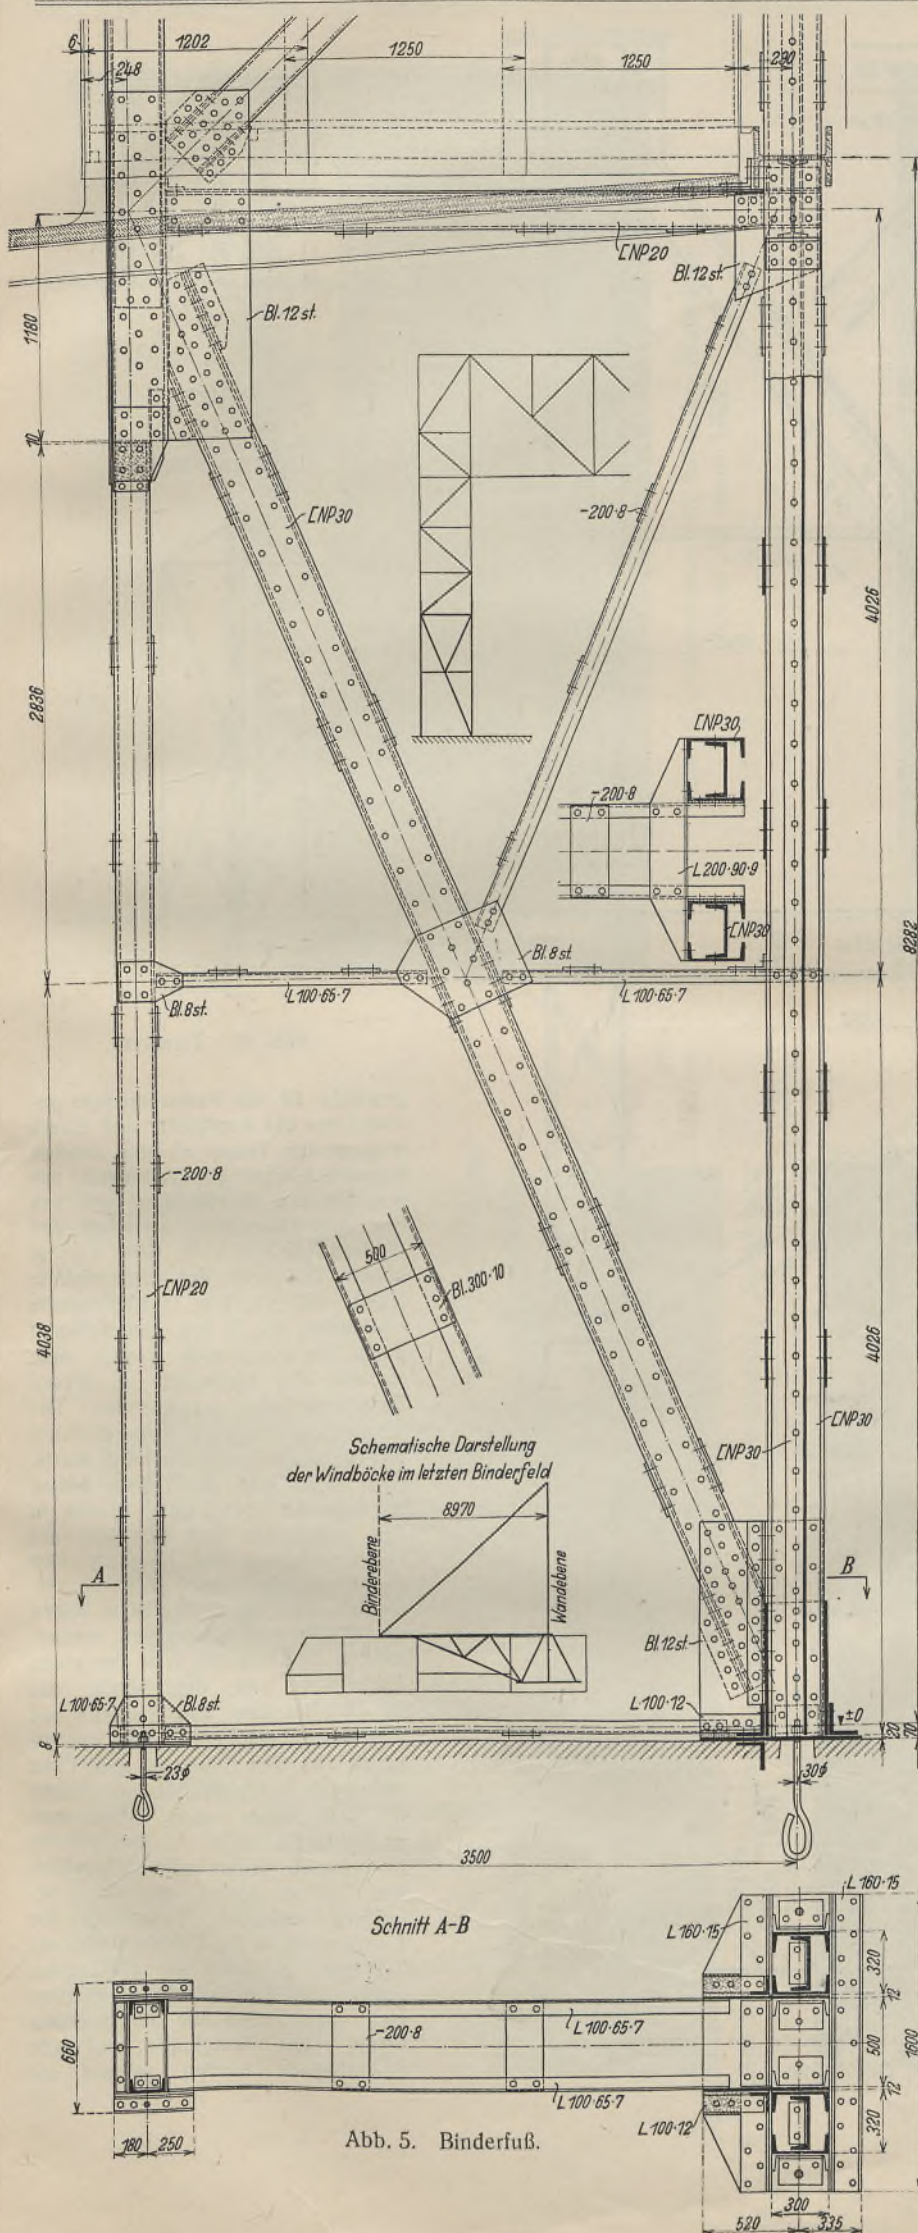 6
1202
1250
1250
290
248
[NP20
Bl. 12 st.
Bl. 12 st.
1180
10
[NP30
-200·8
4026
2836
[NP30
-200·8
L 200·90·9
[NP30
8282
Bl. 8 st.
L 100·65·7
L 100·65·7
Bl. 8 st.
-200·8
500
Bl. 300·10
[NP20
4038
4026
[NP30
[NP30
Schematische Darstellung
der Windböcke im letzten Binderfeld
8970
Binderebene
Wandebene
A
B
Bl. 12 st.
L 100·65·7
Bl. 8 st.
L 100·12
±0
8
20
70
23⌀
30⌀
3500
Schnitt A-B
L 160·15
L 160·15
320
12
660
-200·8
L 100·65·7
500
1600
12
L 100·65·7
L 100·12
320
180
250
300
520
335
Abb. 5. Binderfuß.